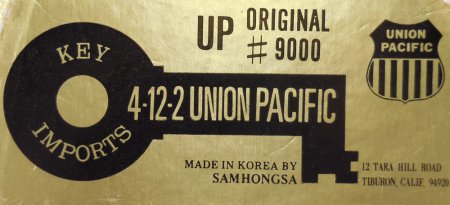 UP ORIGINAL
# 9000
UNION
PACIFIC
KEY
IMPORTS
4-12-2 UNION PACIFIC
MADE IN KOREA BY
SAMHONGSA
12 TARA HILL ROAD
TIBURON, CALIF. 94920